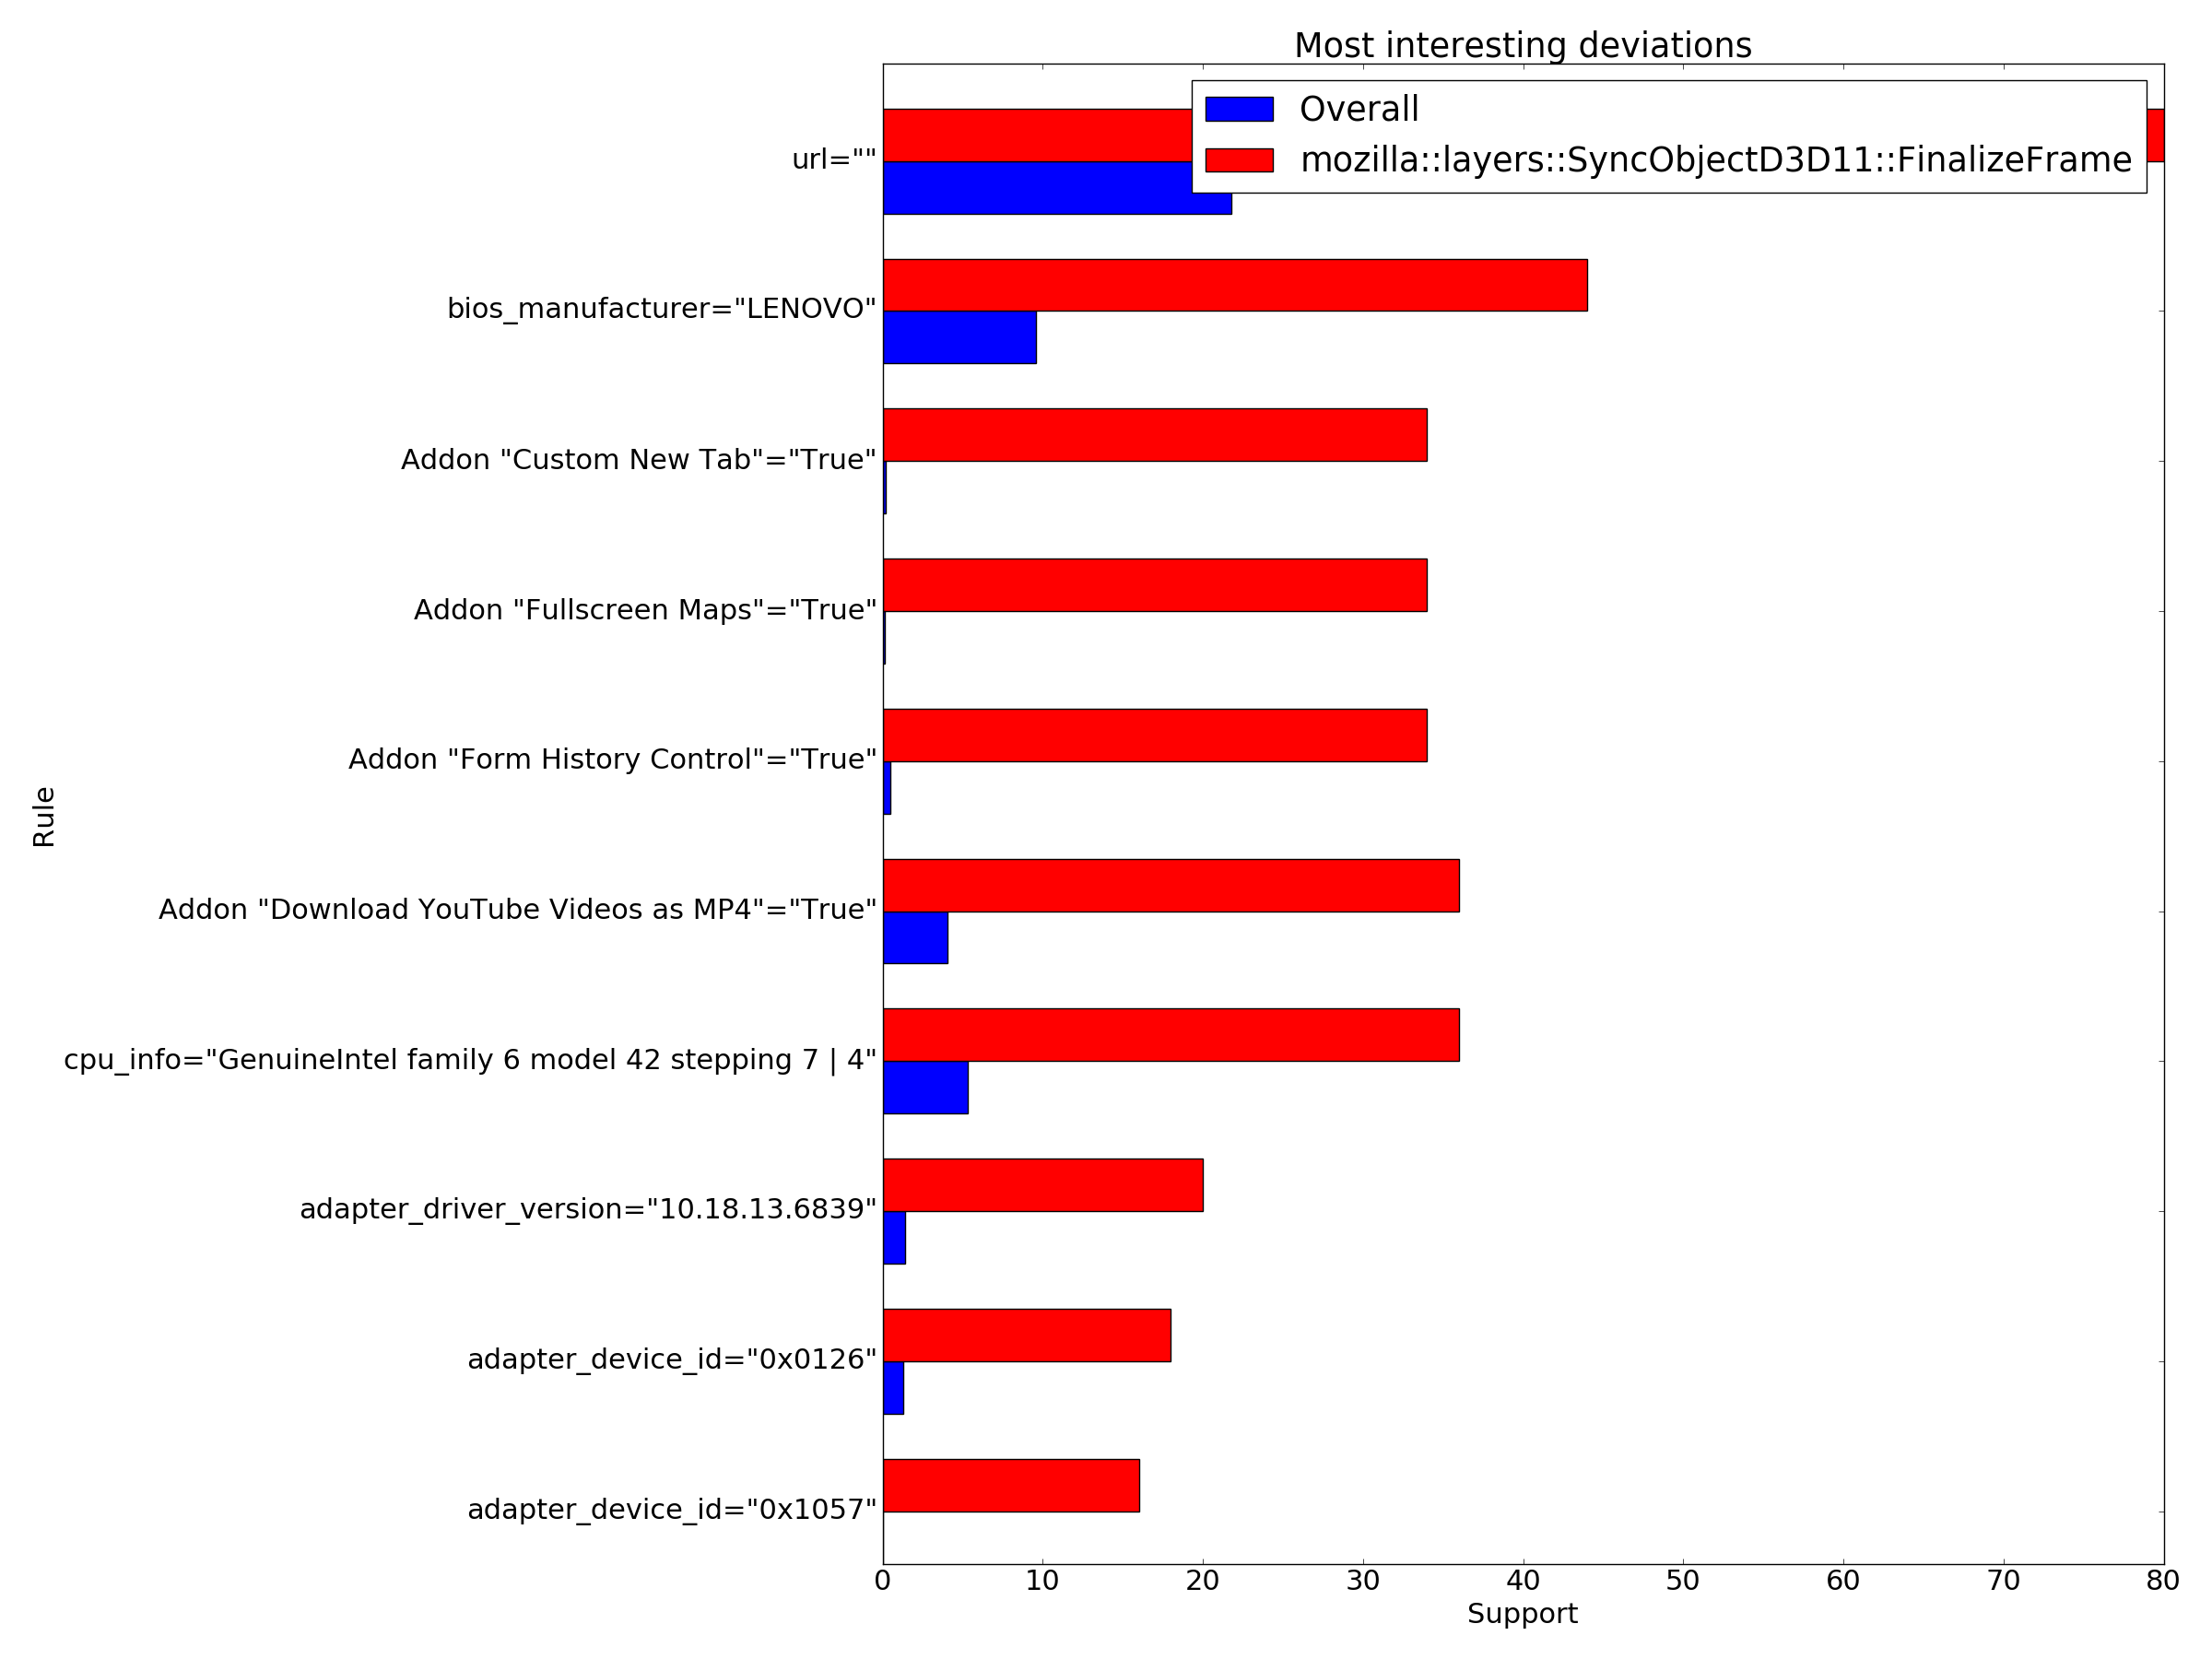 Most interesting deviations
Overall
mozilla::layers::SyncObjectD3D11::FinalizeFrame
url=""
bios_manufacturer="LENOVO"
Addon "Custom New Tab"="True"
Addon "Fullscreen Maps"="True"
Addon "Form History Control"="True"
Addon "Download YouTube Videos as MP4"="True"
cpu_info="GenuineIntel family 6 model 42 stepping 7 | 4"
adapter_driver_version="10.18.13.6839"
adapter_device_id="0x0126"
adapter_device_id="0x1057"
Rule
0 10 20 30 40 50 60 70 80
Support